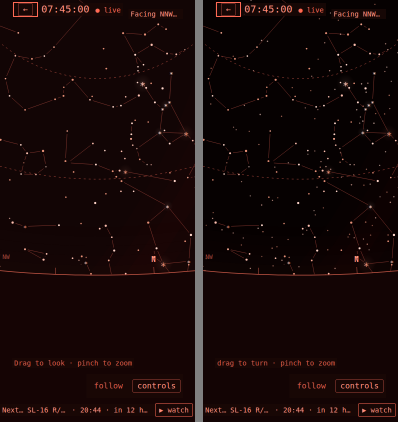 ← 07:45:00 ● live
Facing NNW…
NW
N
Drag to look · pinch to zoom
follow controls
Next… SL-16 R/… · 20:44 · in 12 h… ▶ watch
← 07:45:00 ● live
Facing NNW…
NW
N
drag to turn · pinch to zoom
follow controls
Next… SL-16 R/… · 20:44 · in 12 h… ▶ watch